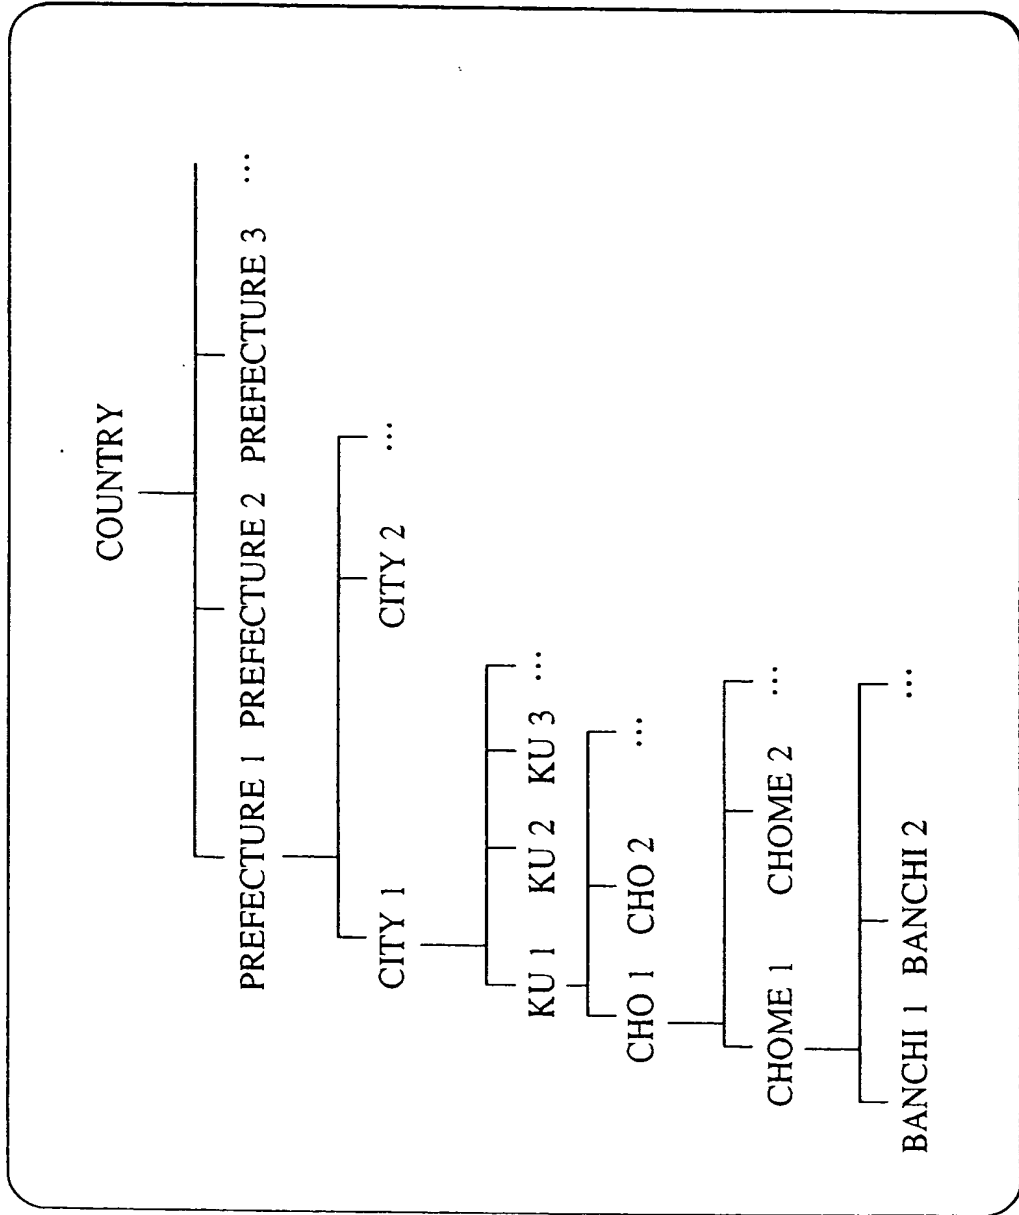 COUNTRY
PREFECTURE 1 PREFECTURE 2 PREFECTURE 3 ...
CITY 1 CITY 2 ...
KU 1 KU 2 KU 3 ...
CHO 1 CHO 2 ...
CHOME 1 CHOME 2 ...
BANCHI 1 BANCHI 2 ...